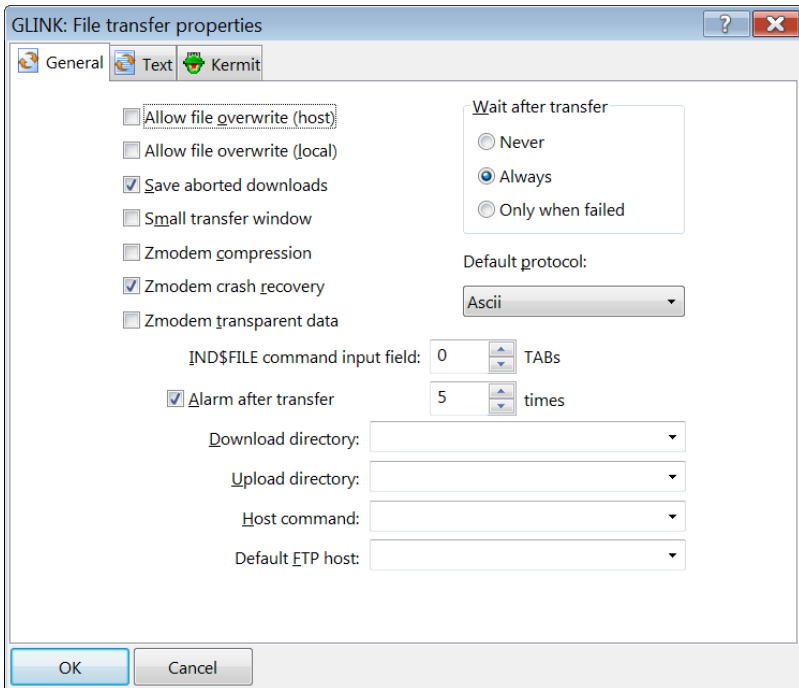 GLINK: File transfer properties
General Text Kermit
Allow file overwrite (host)
Allow file overwrite (local)
Save aborted downloads
Small transfer window
Zmodem compression
Zmodem crash recovery
Zmodem transparent data
Wait after transfer
Never
Always
Only when failed
Default protocol:
Ascii
IND$FILE command input field: 0 TABs
Alarm after transfer 5 times
Download directory:
Upload directory:
Host command:
Default FTP host:
OK Cancel